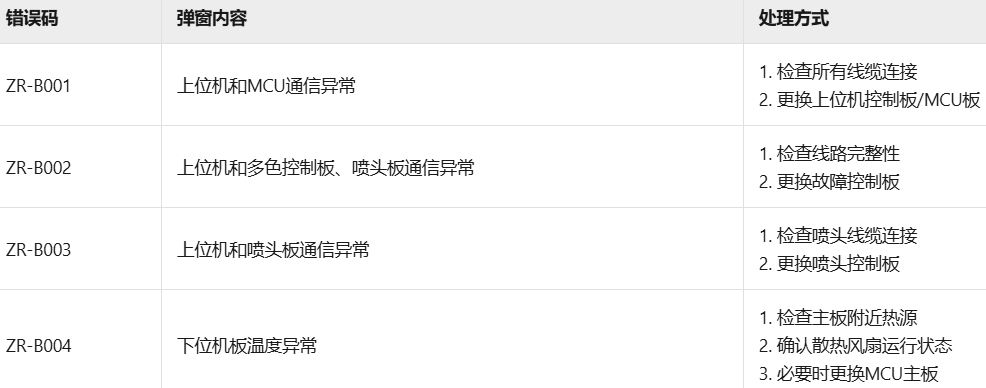 错误码 弹窗内容 处理方式
ZR-B001 上位机和MCU通信异常 1. 检查所有线缆连接
2. 更换上位机控制板/MCU板
ZR-B002 上位机和多色控制板、喷头板通信异常 1. 检查线路完整性
2. 更换故障控制板
ZR-B003 上位机和喷头板通信异常 1. 检查喷头线缆连接
2. 更换喷头控制板
ZR-B004 下位机板温度异常 1. 检查主板附近热源
2. 确认散热风扇运行状态
3. 必要时更换MCU主板